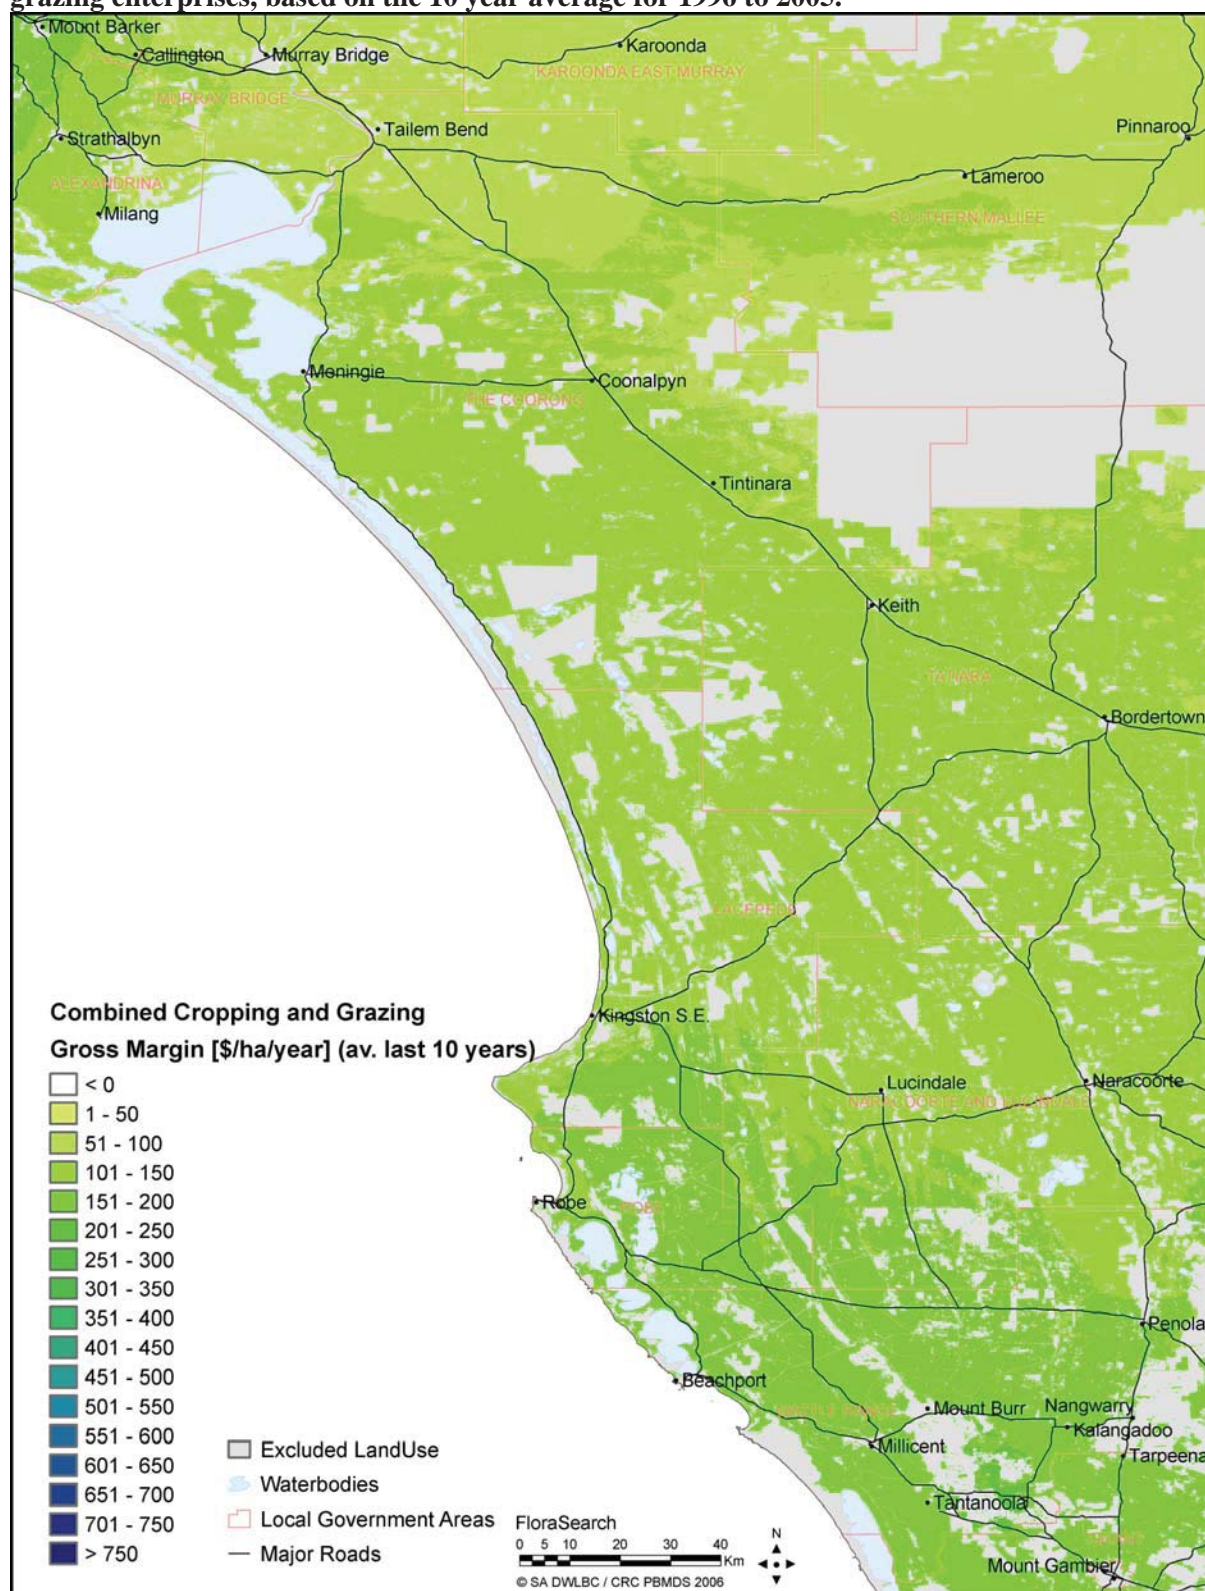 grazing enterprises, based on the 10 year average for 1996 to 2005.
Mount Barker
Callington
Murray Bridge
Karoonda
KAROONDA EAST MURRAY
MURRAY BRIDGE
Tailem Bend
Pinnaroo
Strathalbyn
Lameroo
ALEXANDRINA
Milang
SOUTHERN MALLEE
Meningie
Coonalpyn
THE COORONG
Tintinara
Keith
TATIARA
Bordertown
LACEPEDE
Kingston S.E.
Lucindale
Naracoorte
NARACOORTE AND LUCINDALE
Robe
ROBE
Penola
Beachport
WATTLE RANGE
Mount Burr
Nangwarry
Kalangadoo
Millicent
Tarpeena
Tantanoola
Mount Gambier
Combined Cropping and Grazing
Gross Margin [$/ha/year] (av. last 10 years)
< 0
1 - 50
51 - 100
101 - 150
151 - 200
201 - 250
251 - 300
301 - 350
351 - 400
401 - 450
451 - 500
501 - 550
551 - 600
601 - 650
651 - 700
701 - 750
> 750
Excluded LandUse
Waterbodies
Local Government Areas
Major Roads
FloraSearch
0 5 10 20 30 40
Km
N
© SA DWLBC / CRC PBMDS 2006